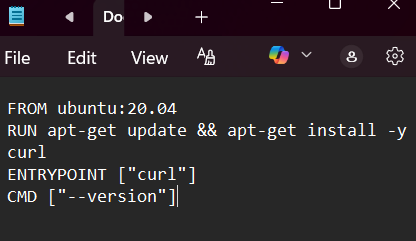 Doc
File Edit View
FROM ubuntu:20.04
RUN apt-get update && apt-get install -y
curl
ENTRYPOINT ["curl"]
CMD ["--version"]